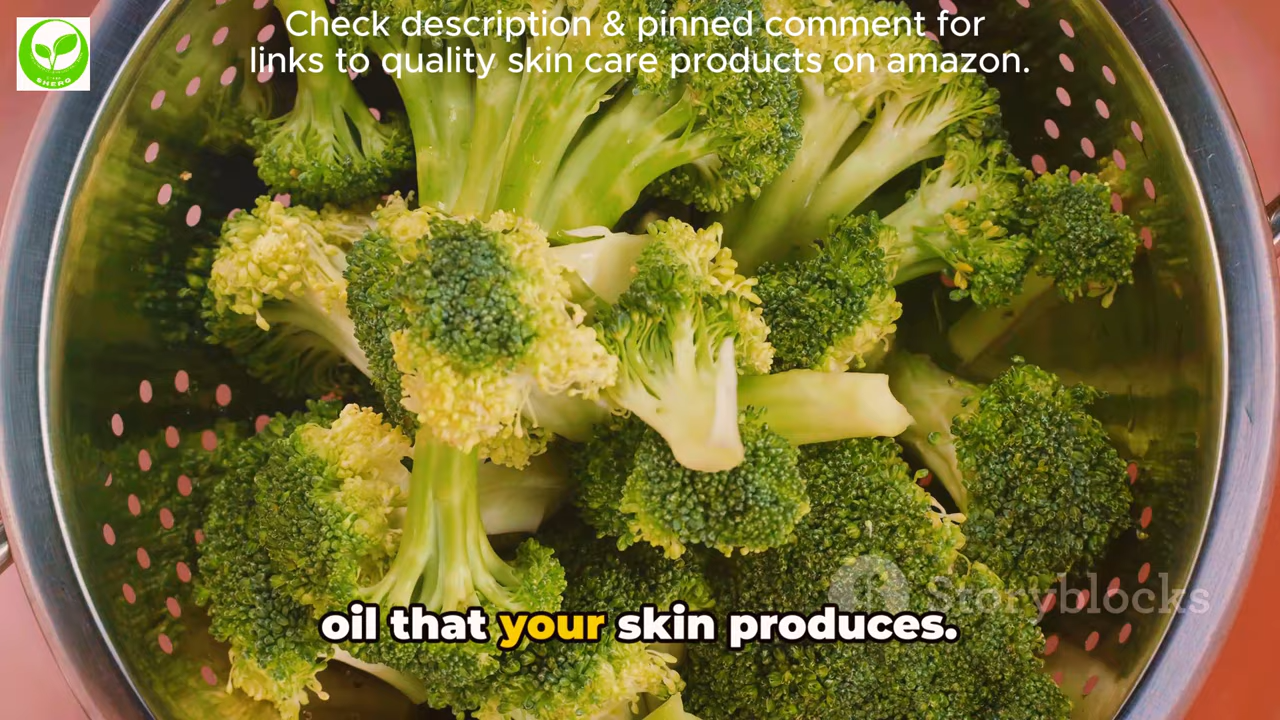 Check description & pinned comment for
links to quality skin care products on amazon.
SHERO
Storyblocks
oil that your skin produces.